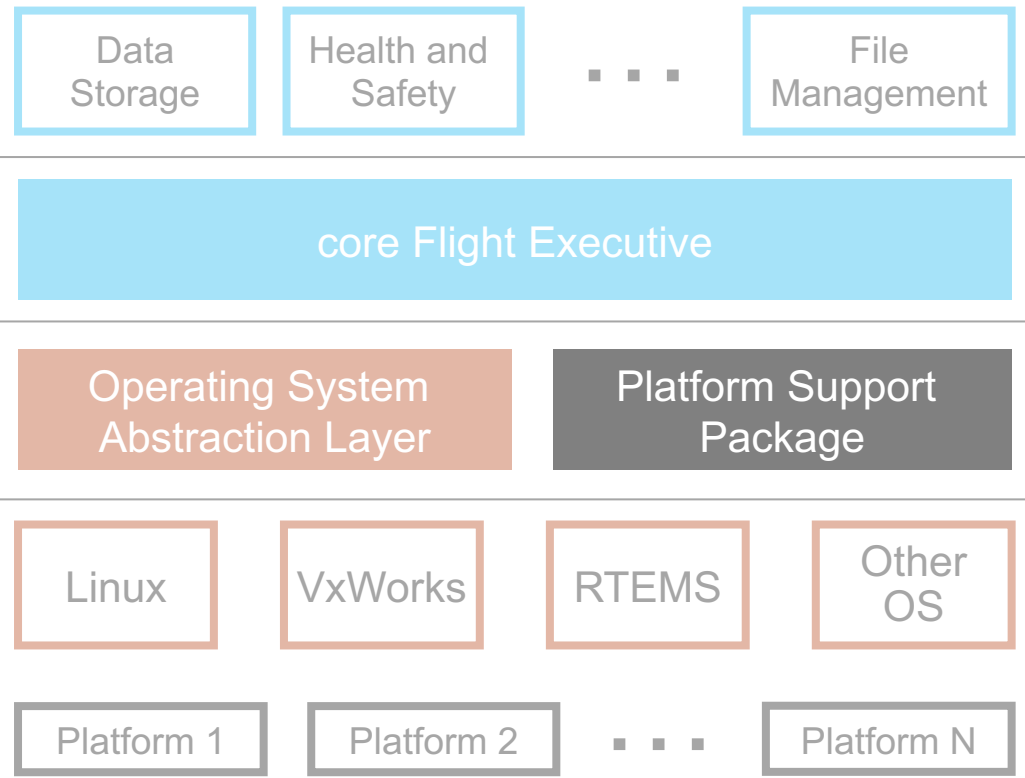 Data
Storage
Health and
Safety
. . .
File
Management
core Flight Executive
Operating System
Abstraction Layer
Platform Support
Package
Linux
VxWorks
RTEMS
Other
OS
Platform 1
Platform 2
. . .
Platform N